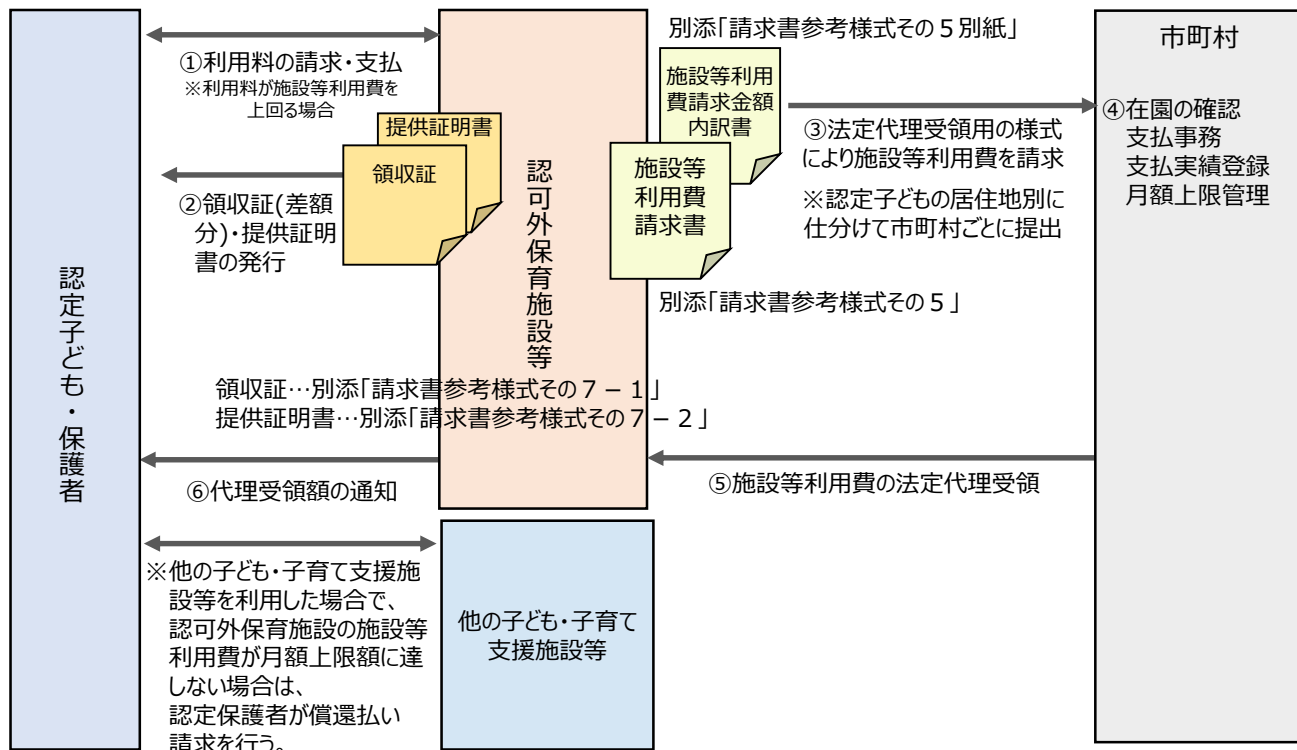 認定子ども・保護者
①利用料の請求・支払
※利用料が施設等利用費を
上回る場合
提供証明書
領収証
②領収証(差額
分)・提供証明
書の発行
認可外保育施設等
別添「請求書参考様式その５別紙」
施設等利用
費請求金額
内訳書
施設等
利用費
請求書
③法定代理受領用の様式
により施設等利用費を請求
※認定子どもの居住地別に
仕分けて市町村ごとに提出
別添「請求書参考様式その５」
市町村
④在園の確認
支払事務
支払実績登録
月額上限管理
領収証…別添「請求書参考様式その７－１」
提供証明書…別添「請求書参考様式その７－２」
⑤施設等利用費の法定代理受領
⑥代理受領額の通知
※他の子ども・子育て支援施
設等を利用した場合で、
認可外保育施設の施設等
利用費が月額上限額に達
しない場合は、
認定保護者が償還払い
請求を行う。
他の子ども・子育て
支援施設等